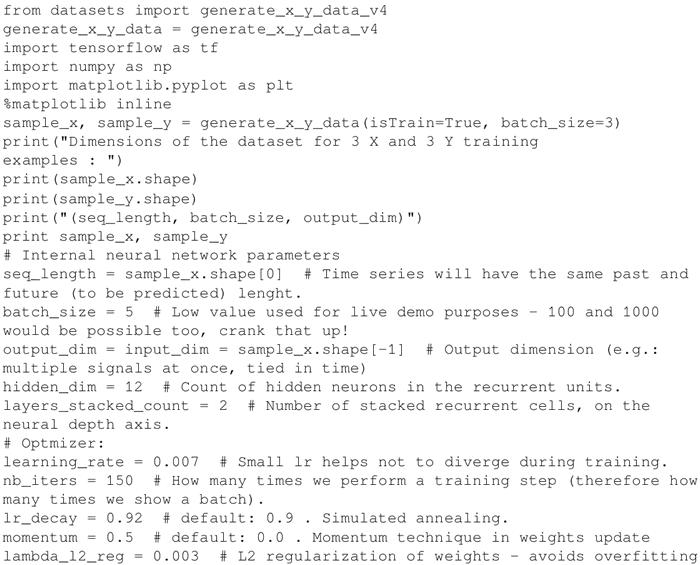 from datasets import generate_x_y_data_v4
generate_x_y_data = generate_x_y_data_v4
import tensorflow as tf
import numpy as np
import matplotlib.pyplot as plt
%matplotlib inline
sample_x, sample_y = generate_x_y_data(isTrain=True, batch_size=3)
print("Dimensions of the dataset for 3 X and 3 Y training
examples : ")
print(sample_x.shape)
print(sample_y.shape)
print("(seq_length, batch_size, output_dim)")
print sample_x, sample_y
# Internal neural network parameters
seq_length = sample_x.shape[0]  # Time series will have the same past and
future (to be predicted) lenght.
batch_size = 5  # Low value used for live demo purposes - 100 and 1000
would be possible too, crank that up!
output_dim = input_dim = sample_x.shape[-1]  # Output dimension (e.g.:
multiple signals at once, tied in time)
hidden_dim = 12  # Count of hidden neurons in the recurrent units.
layers_stacked_count = 2  # Number of stacked recurrent cells, on the
neural depth axis.
# Optmizer:
learning_rate = 0.007  # Small lr helps not to diverge during training.
nb_iters = 150  # How many times we perform a training step (therefore how
many times we show a batch).
lr_decay = 0.92  # default: 0.9 . Simulated annealing.
momentum = 0.5  # default: 0.0 . Momentum technique in weights update
lambda_l2_reg = 0.003  # L2 regularization of weights - avoids overfitting